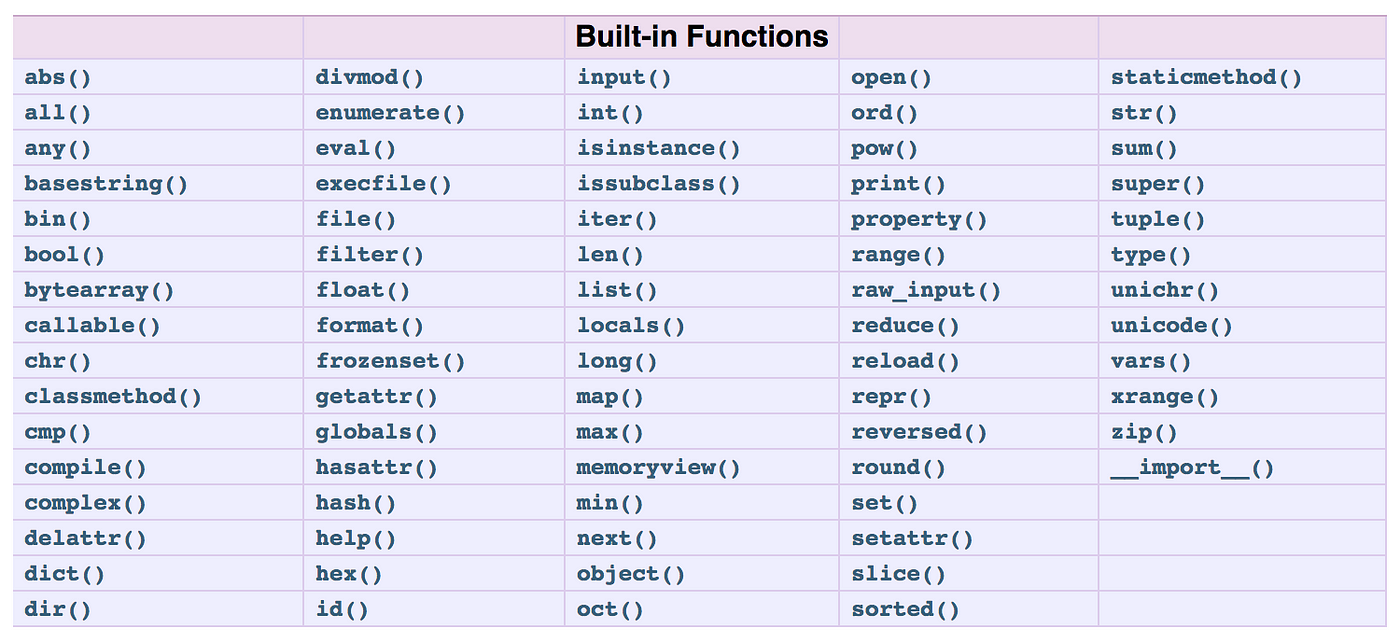 Built-in Functions
abs() divmod() input() open() staticmethod()
all() enumerate() int() ord() str()
any() eval() isinstance() pow() sum()
basestring() execfile() issubclass() print() super()
bin() file() iter() property() tuple()
bool() filter() len() range() type()
bytearray() float() list() raw_input() unichr()
callable() format() locals() reduce() unicode()
chr() frozenset() long() reload() vars()
classmethod() getattr() map() repr() xrange()
cmp() globals() max() reversed() zip()
compile() hasattr() memoryview() round() __import__()
complex() hash() min() set()
delattr() help() next() setattr()
dict() hex() object() slice()
dir() id() oct() sorted()